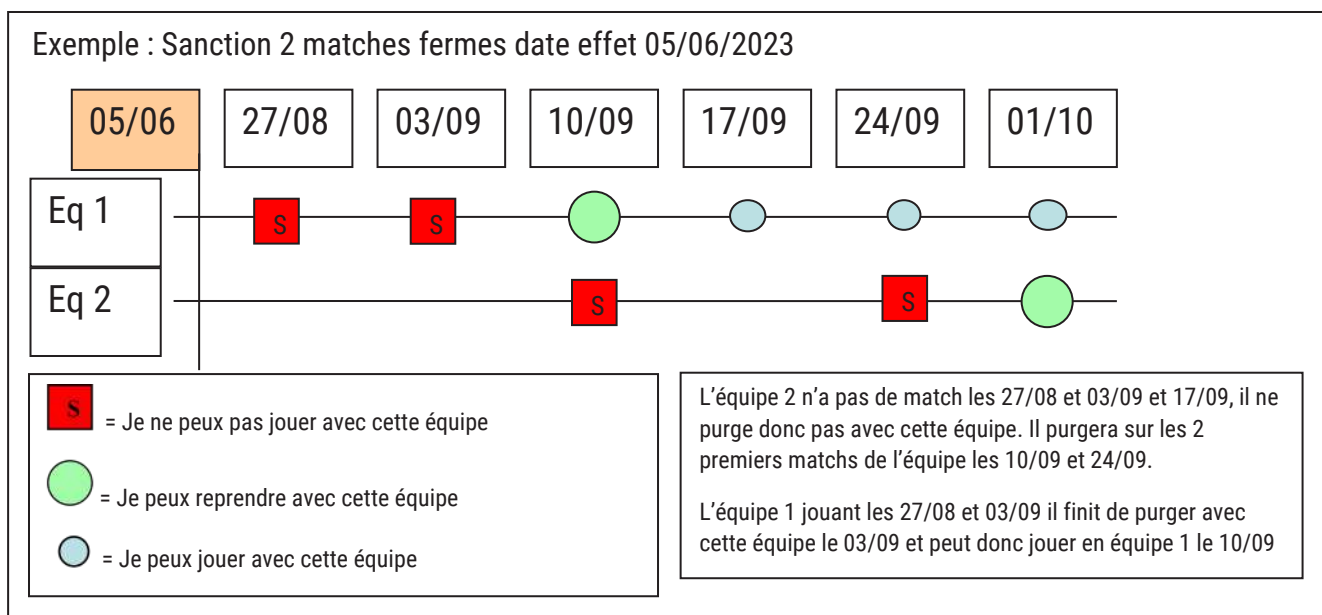 Exemple : Sanction 2 matches fermes date effet 05/06/2023
05/06 27/08 03/09 10/09 17/09 24/09 01/10
Eq 1 S S
Eq 2 S S
S = Je ne peux pas jouer avec cette équipe
= Je peux reprendre avec cette équipe
= Je peux jouer avec cette équipe
L’équipe 2 n’a pas de match les 27/08 et 03/09 et 17/09, il ne
purge donc pas avec cette équipe. Il purgera sur les 2
premiers matchs de l’équipe les 10/09 et 24/09.
L’équipe 1 jouant les 27/08 et 03/09 il finit de purger avec
cette équipe le 03/09 et peut donc jouer en équipe 1 le 10/09